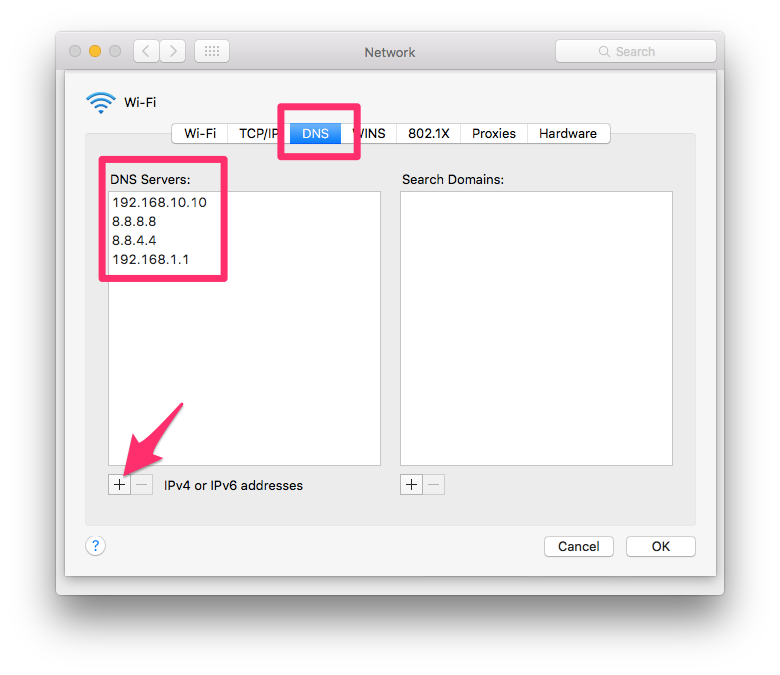 Network
Search
Wi-Fi
Wi-Fi TCP/IP DNS WINS 802.1X Proxies Hardware
DNS Servers:
192.168.10.10
8.8.8.8
8.8.4.4
192.168.1.1
Search Domains:
+ − IPv4 or IPv6 addresses
+ −
? Cancel OK